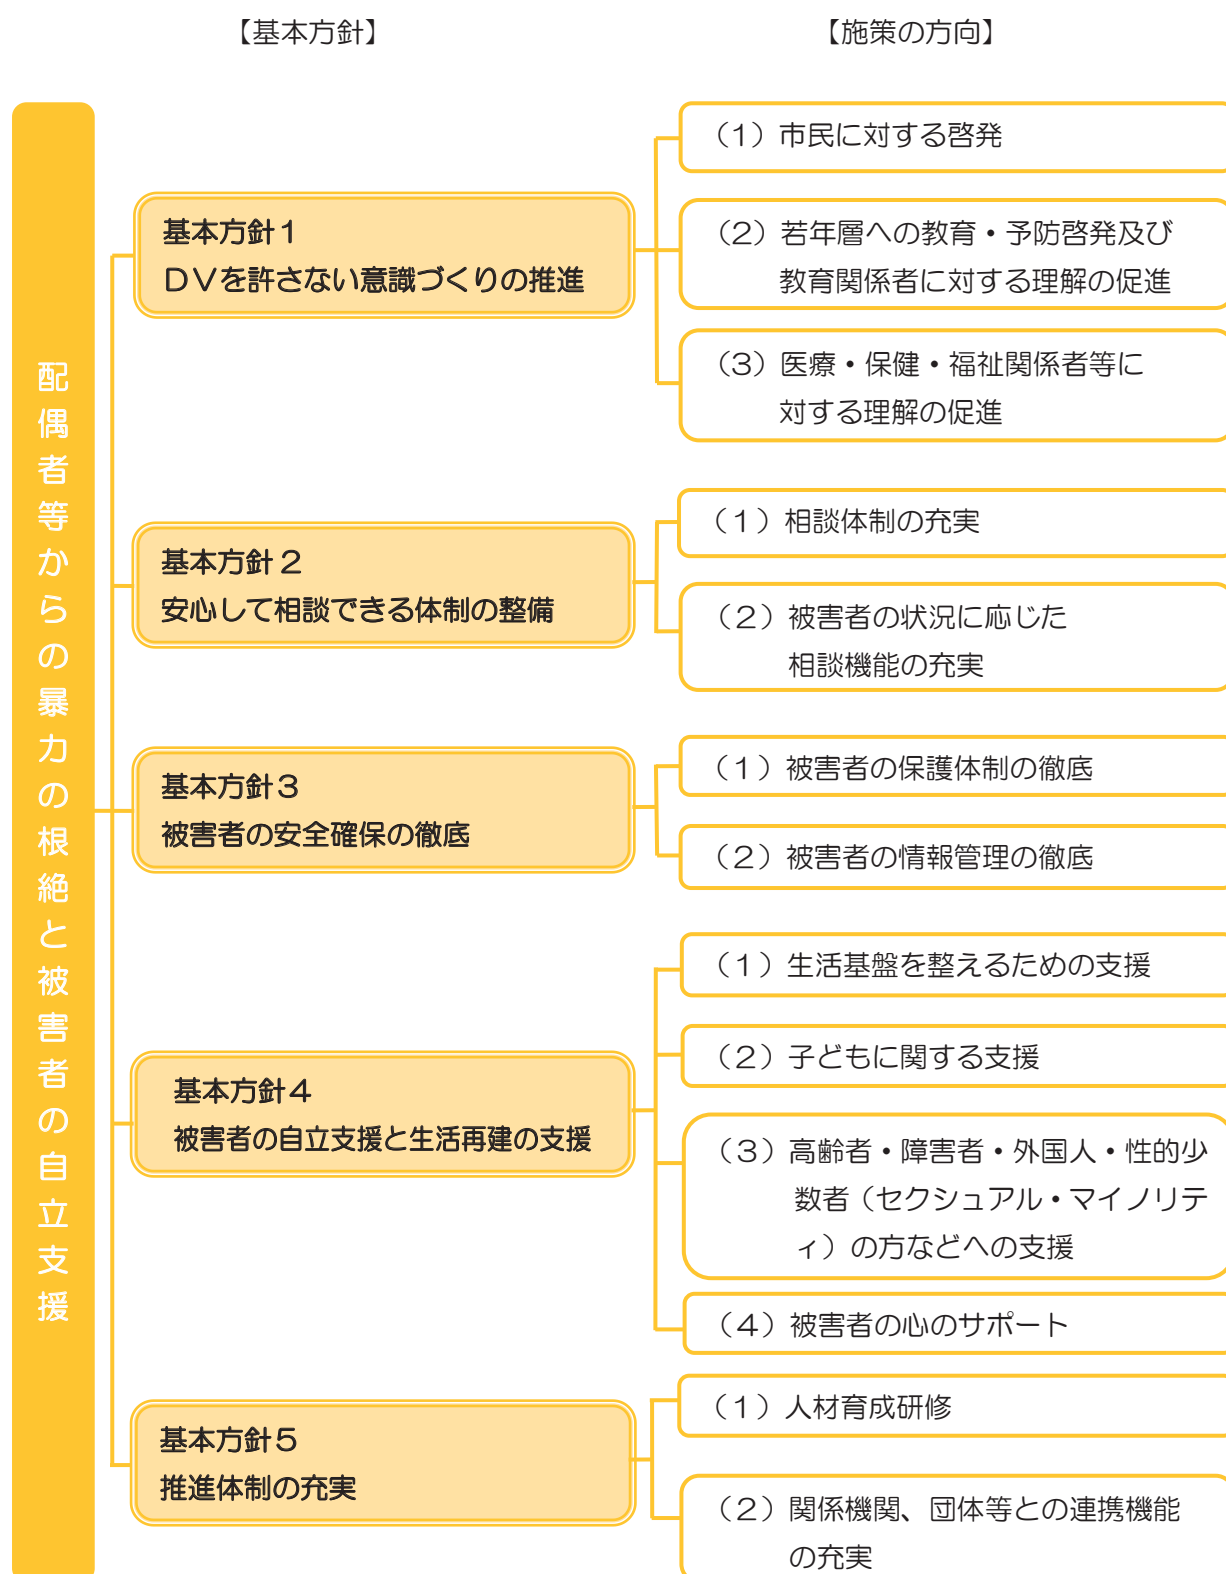 【基本方針】
【施策の方向】
配偶者等からの暴力の根絶と被害者の自立支援
基本方針1
DVを許さない意識づくりの推進
（1）市民に対する啓発
（2）若年層への教育・予防啓発及び
教育関係者に対する理解の促進
（3）医療・保健・福祉関係者等に
対する理解の促進
基本方針2
安心して相談できる体制の整備
（1）相談体制の充実
（2）被害者の状況に応じた
相談機能の充実
基本方針3
被害者の安全確保の徹底
（1）被害者の保護体制の徹底
（2）被害者の情報管理の徹底
基本方針4
被害者の自立支援と生活再建の支援
（1）生活基盤を整えるための支援
（2）子どもに関する支援
（3）高齢者・障害者・外国人・性的少
数者（セクシュアル・マイノリテ
ィ）の方などへの支援
（4）被害者の心のサポート
基本方針5
推進体制の充実
（1）人材育成研修
（2）関係機関、団体等との連携機能
の充実